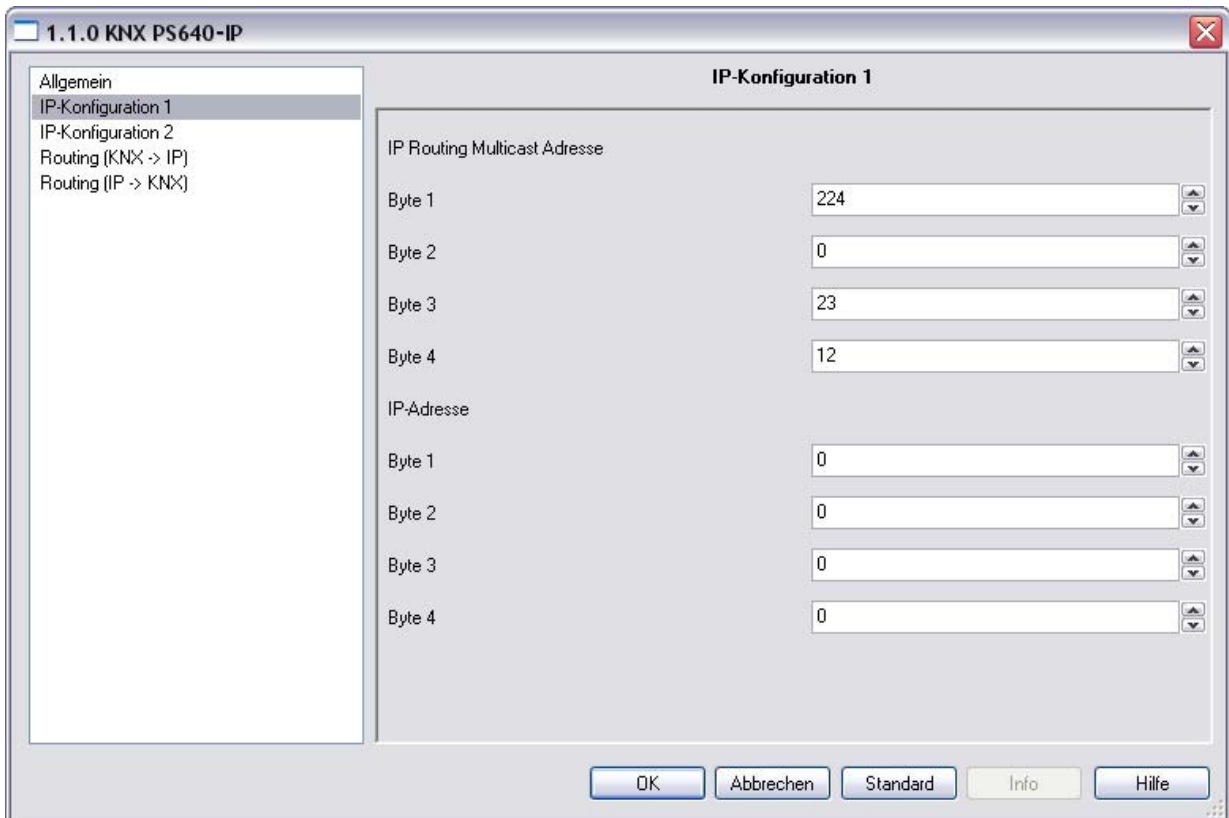 1.1.0 KNX PS640-IP
Allgemein
IP-Konfiguration 1
IP-Konfiguration 2
Routing (KNX -> IP)
Routing (IP -> KNX)
IP-Konfiguration 1
IP Routing Multicast Adresse
Byte 1 224
Byte 2 0
Byte 3 23
Byte 4 12
IP-Adresse
Byte 1 0
Byte 2 0
Byte 3 0
Byte 4 0
OK Abbrechen Standard Info Hilfe